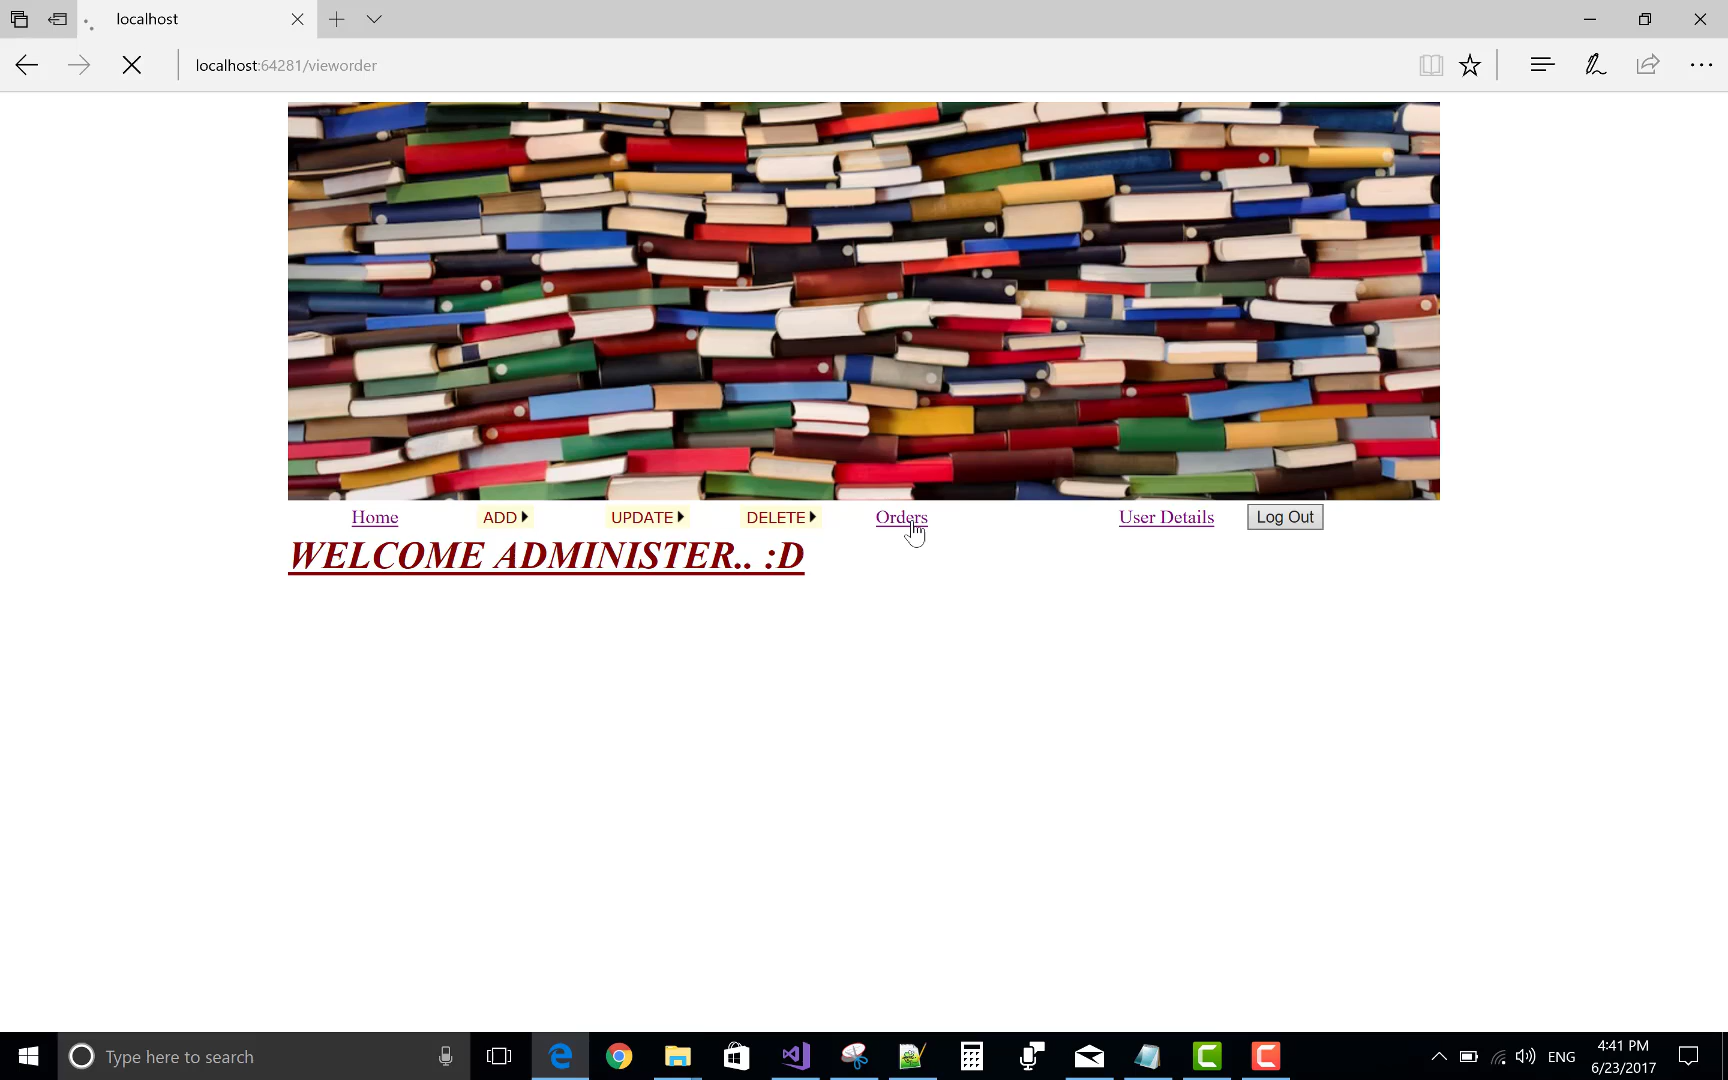 localhost
localhost:64281/vieworder
Home ADD UPDATE DELETE Orders User Details Log Out
WELCOME ADMINISTER.. :D
Type here to search
ENG
4:41 PM
6/23/2017